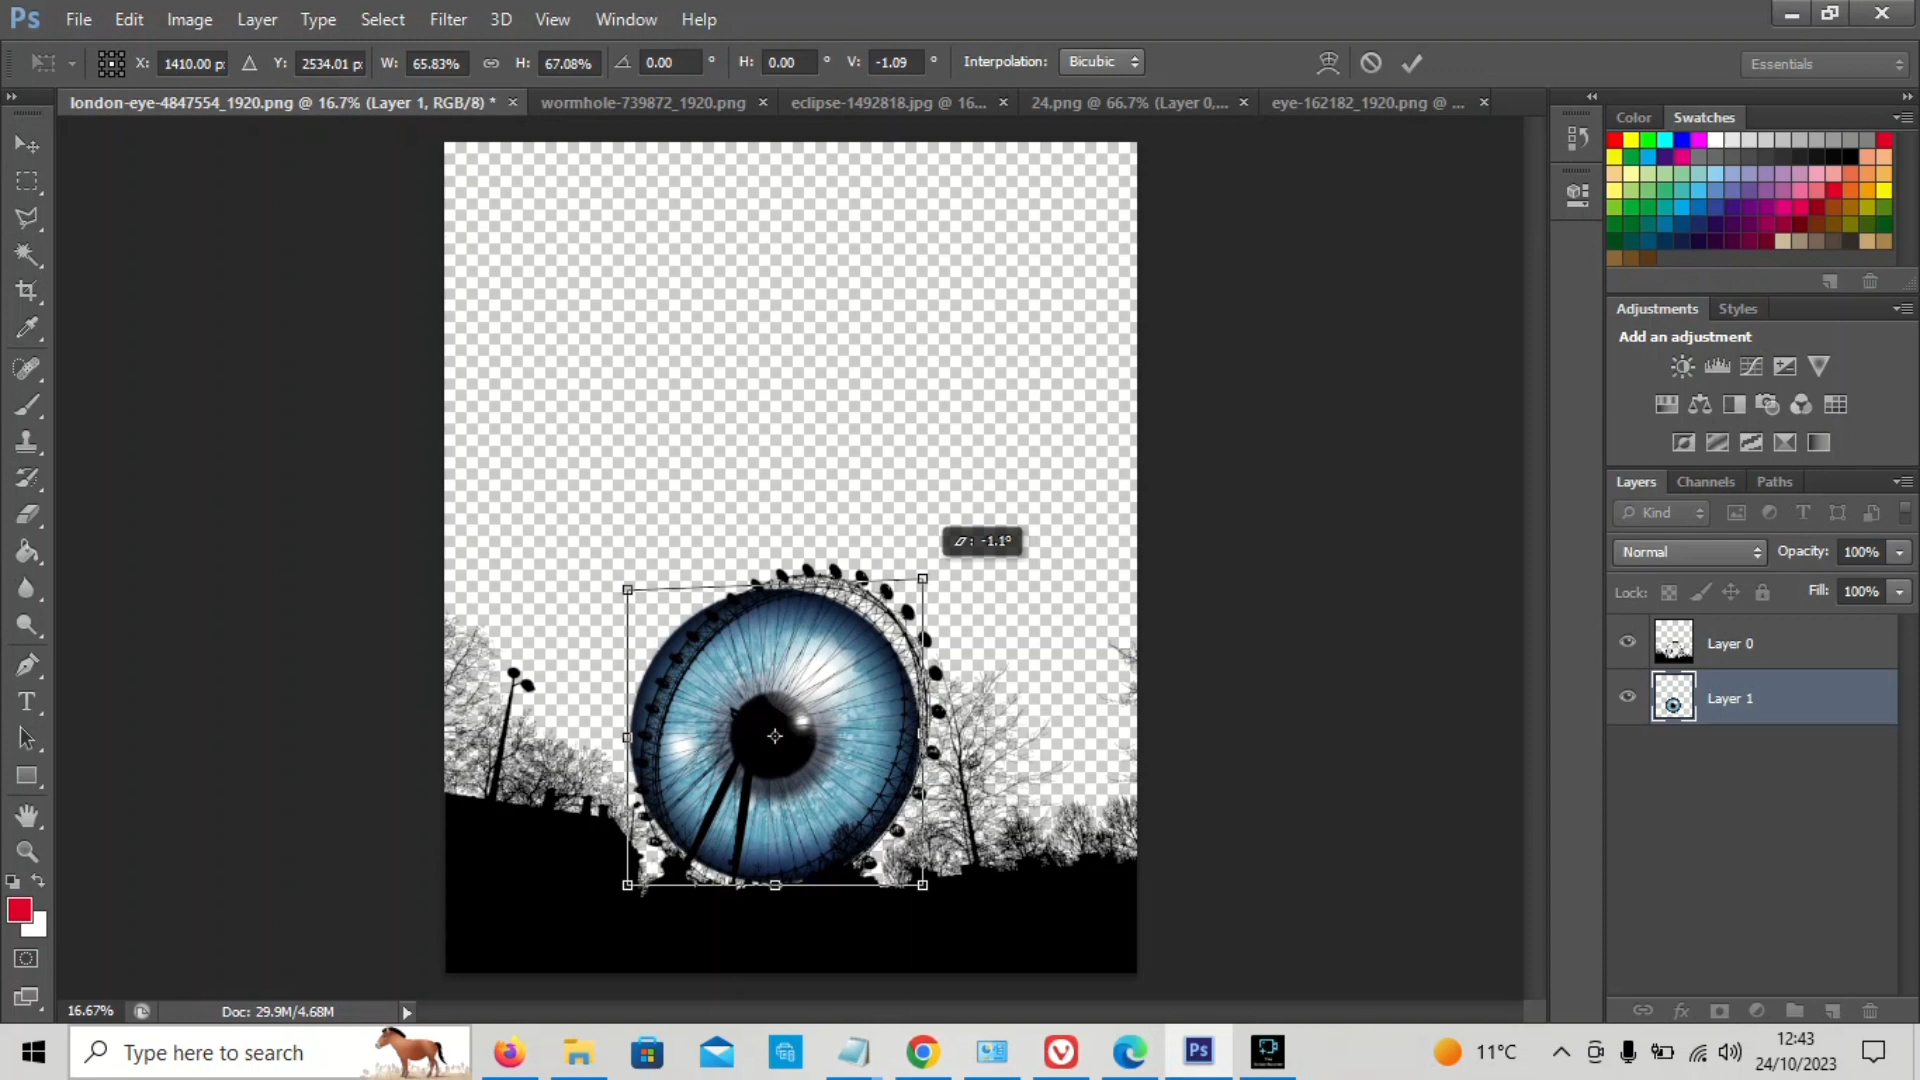 Ps File Edit Image Layer Type Select Filter 3D View Window Help
X: 1410.00 p Y: 2534.01 p W: 65.83% H: 67.08% 0.00 ° H: 0.00 ° V: -1.09 ° Interpolation: Bicubic Essentials
london-eye-4847554_1920.png @ 16.7% (Layer 1, RGB/8) * × wormhole-739872_1920.png × eclipse-1492818.jpg @ 16... × 24.png @ 66.7% (Layer 0,... × eye-162182_1920.png @ ... ×
Color Swatches
Adjustments Styles
Add an adjustment
Layers Channels Paths
Kind
: -1.1°
Normal Opacity: 100%
Lock: Fill: 100%
Layer 0
Layer 1
T
16.67% Doc: 29.9M/4.68M
Type here to search
Ps
11°C
12:43
24/10/2023